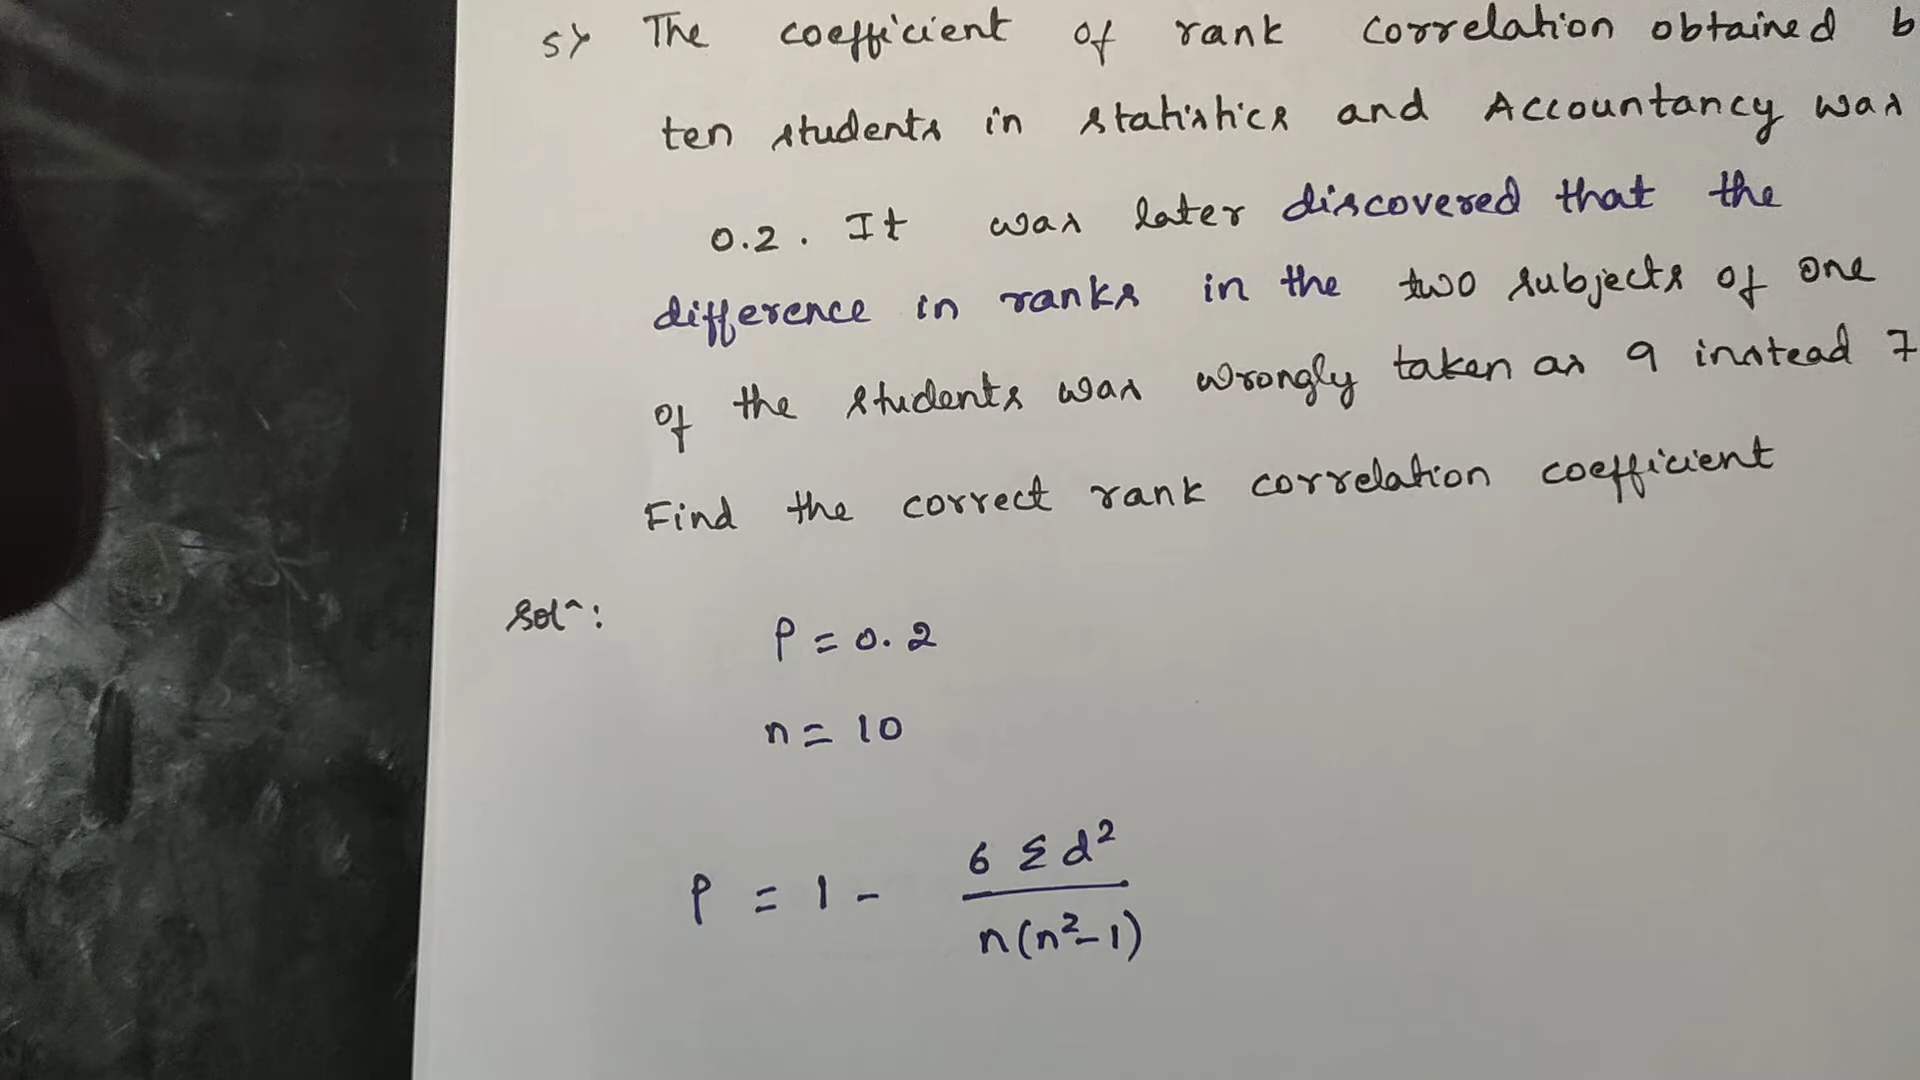 5> The coefficient of rank correlation obtained b
ten students in statistics and Accountancy was
0.2. It was later discovered that the
difference in ranks in the two subjects of one
of the students was wrongly taken as 9 instead 7
Find the correct rank correlation coefficient
Sol^:
ρ = 0.2
n = 10
ρ = 1 - 6 Σd² / n(n²-1)